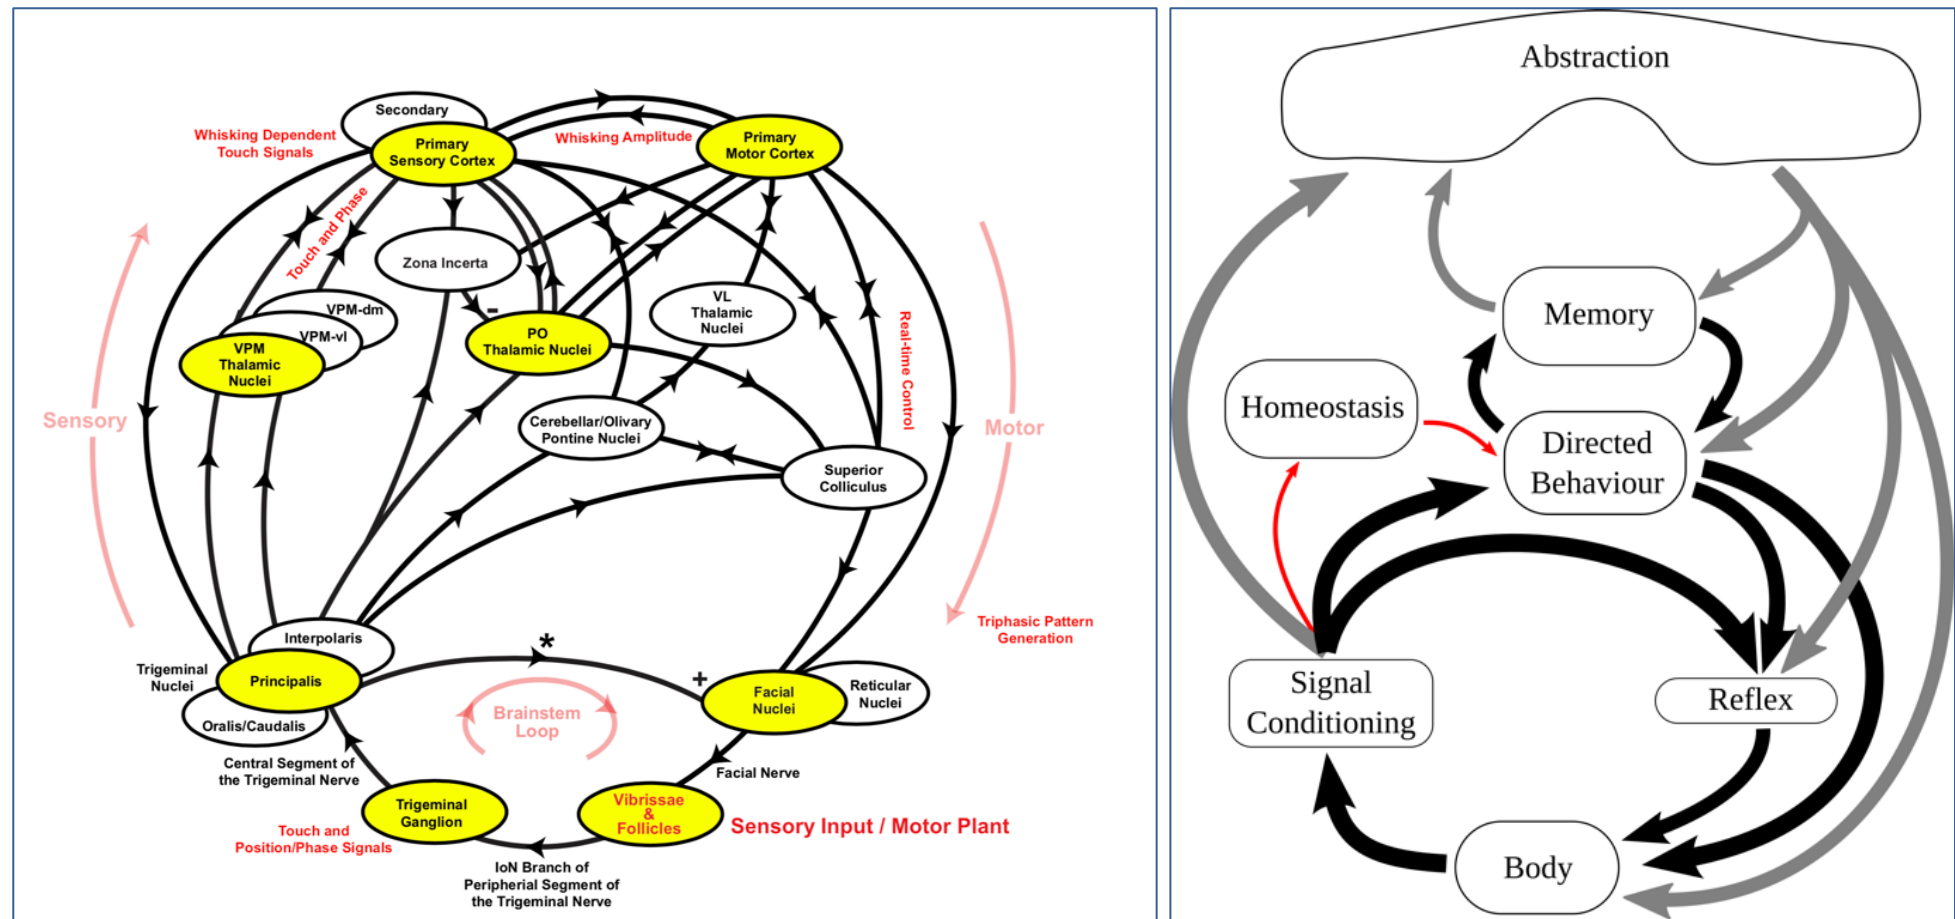 Secondary
Whisking Dependent
Touch Signals
Primary
Sensory Cortex
Whisking Amplitude
Primary
Motor Cortex
Touch and Phase
Zona Incerta
VPM-dm
VPM-vl
VPM
Thalamic
Nuclei
-
PO
Thalamic Nuclei
VL
Thalamic
Nuclei
Real-time Control
Sensory
Cerebellar/Olivary
Pontine Nuclei
Motor
Superior
Colliculus
Triphasic Pattern
Generation
Interpolaris
*
Trigeminal
Nuclei
Principalis
+
Oralis/Caudalis
Brainstem
Loop
Facial
Nuclei
Reticular
Nuclei
Central Segment of
the Trigeminal Nerve
Facial Nerve
Trigeminal
Ganglion
Vibrissae
&
Follicles
Sensory Input / Motor Plant
Touch and
Position/Phase Signals
IoN Branch of
Peripherial Segment of
the Trigeminal Nerve
Abstraction
Memory
Homeostasis
Directed
Behaviour
Signal
Conditioning
Reflex
Body